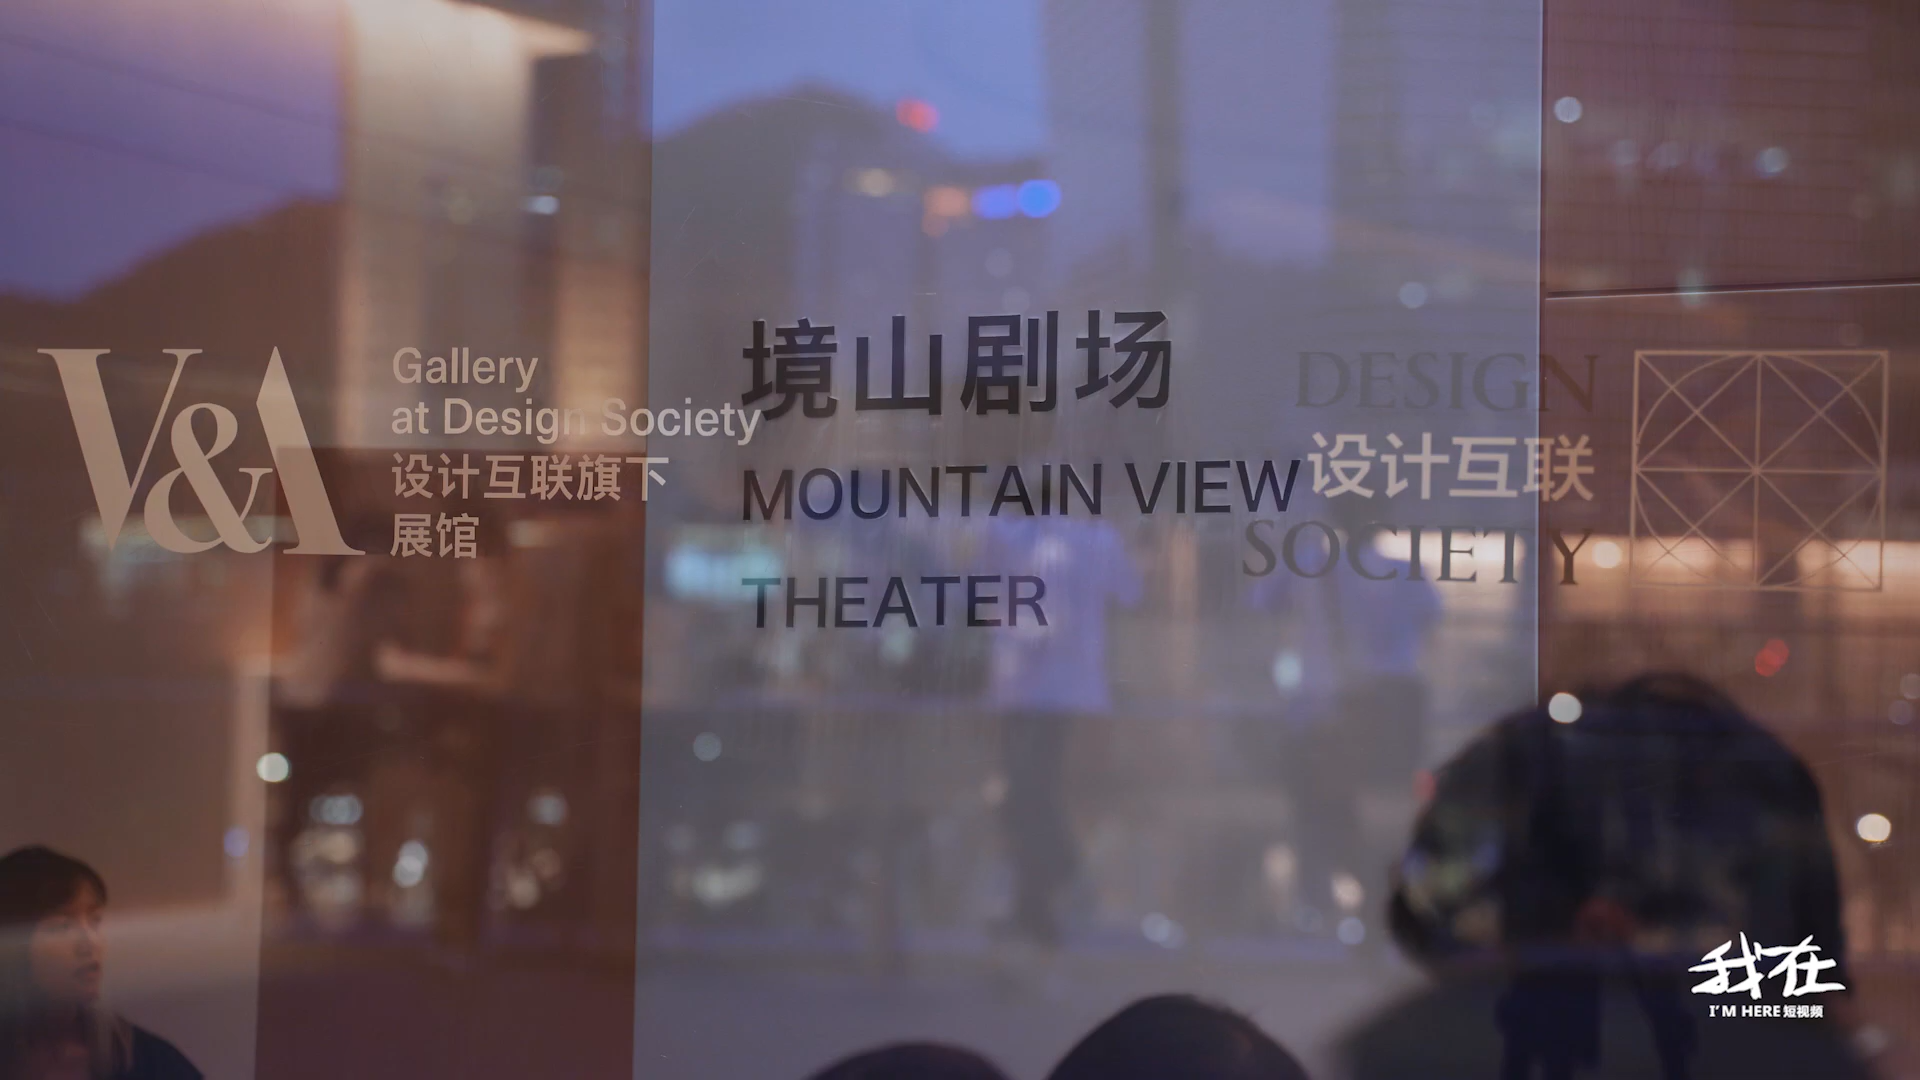 V&A
Gallery
at Design Society
设计互联旗下
展馆
境山剧场
MOUNTAIN VIEW
THEATER
DESIGN
设计互联
SOCIETY
我在
I'M HERE 短视频